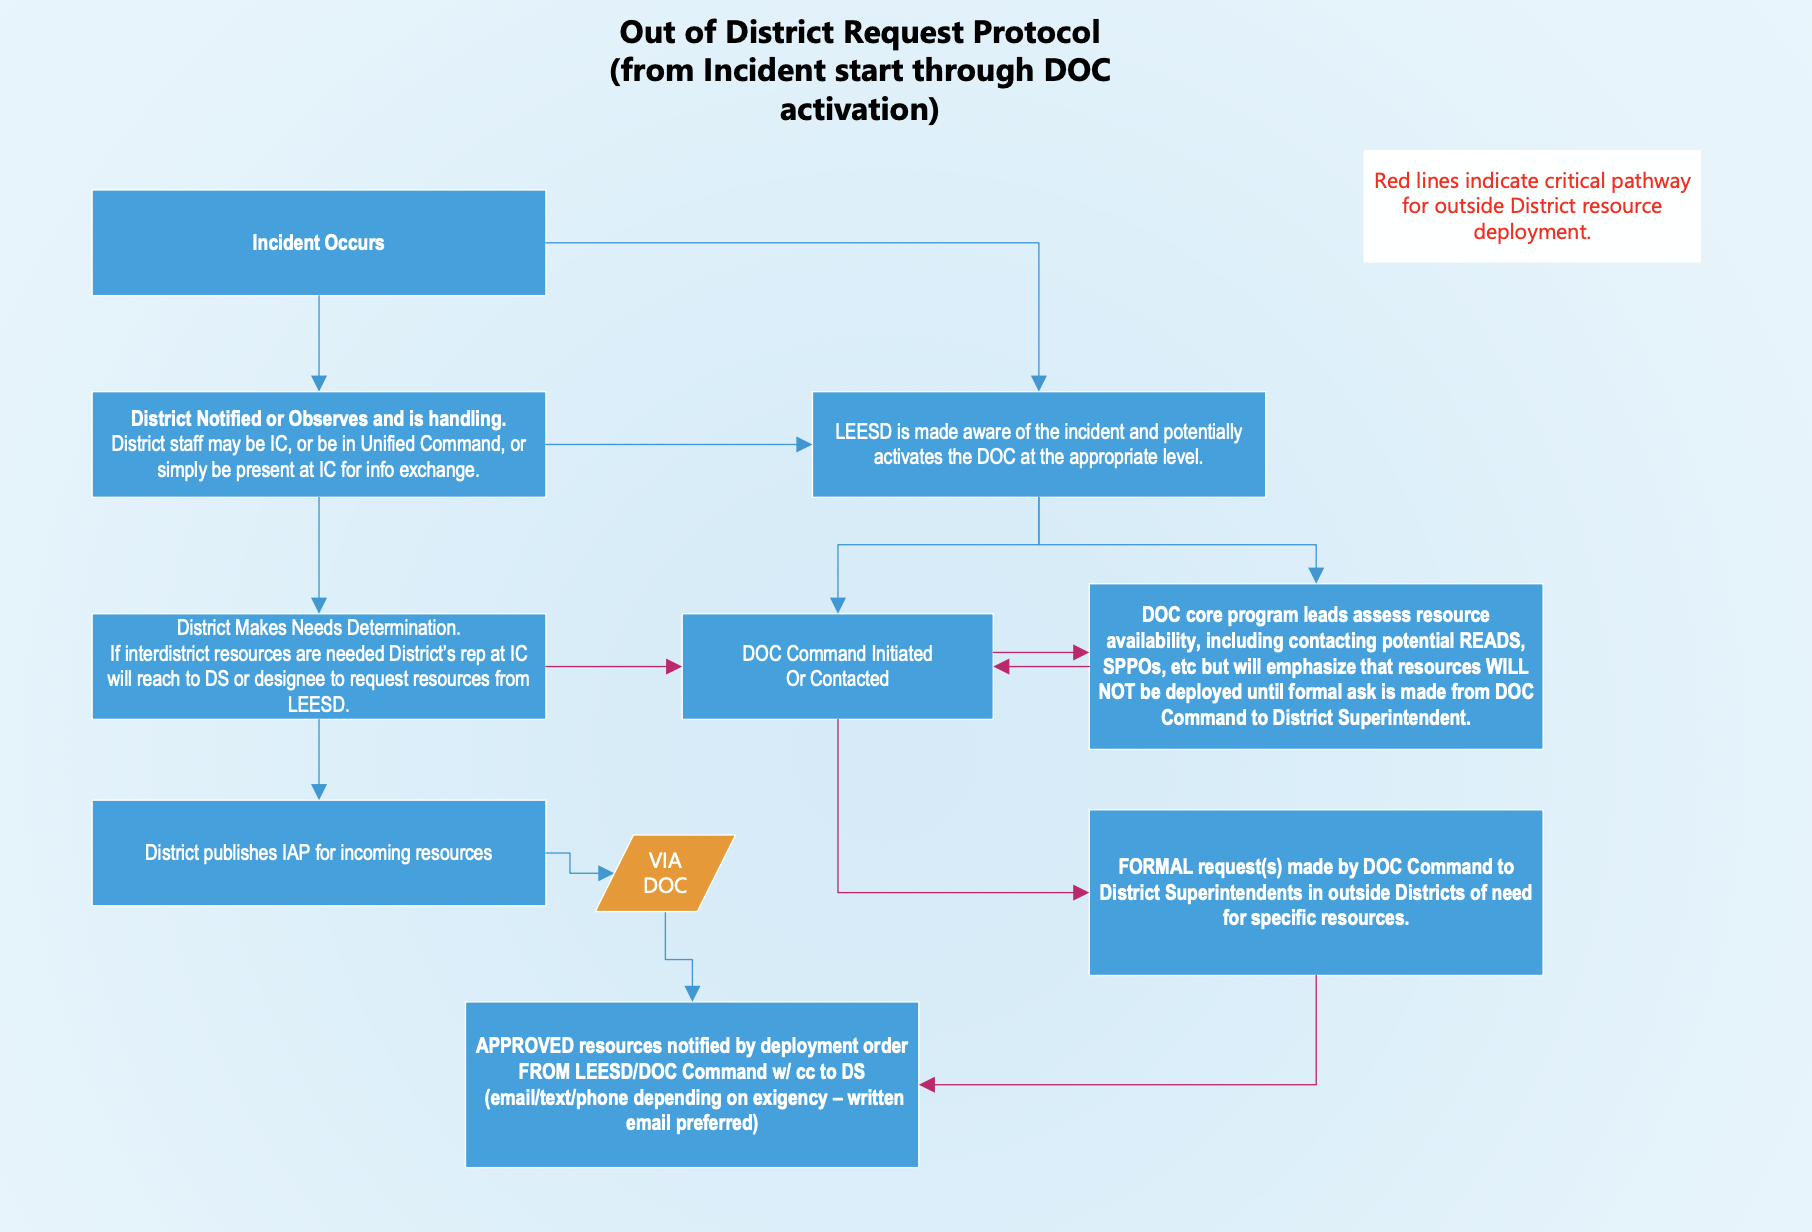 Out of District Request Protocol
(from Incident start through DOC
activation)
Red lines indicate critical pathway
for outside District resource
deployment.
Incident Occurs
District Notified or Observes and is handling.
District staff may be IC, or be in Unified Command, or
simply be present at IC for info exchange.
LEESD is made aware of the incident and potentially
activates the DOC at the appropriate level.
District Makes Needs Determination.
If interdistrict resources are needed District's rep at IC
will reach to DS or designee to request resources from
LEESD.
DOC Command Initiated
Or Contacted
DOC core program leads assess resource
availability, including contacting potential READS,
SPPOs, etc but will emphasize that resources WILL
NOT be deployed until formal ask is made from DOC
Command to District Superintendent.
District publishes IAP for incoming resources
VIA
DOC
FORMAL request(s) made by DOC Command to
District Superintendents in outside Districts of need
for specific resources.
APPROVED resources notified by deployment order
FROM LEESD/DOC Command w/ cc to DS
(email/text/phone depending on exigency – written
email preferred)